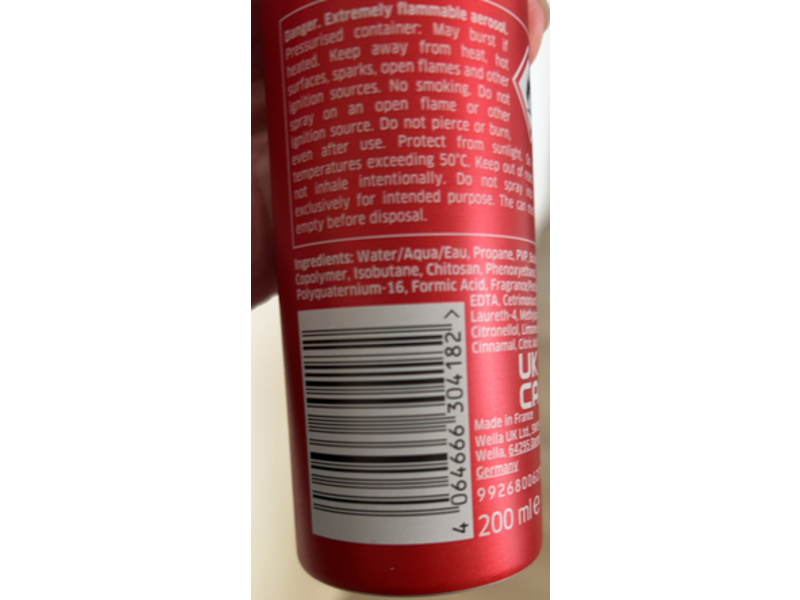 Danger. Extremely flammable aerosol.
Pressurised container: May burst if
heated. Keep away from heat, hot
surfaces, sparks, open flames and other
ignition sources. No smoking. Do not
spray on an open flame or other
ignition source. Do not pierce or burn,
even after use. Protect from sunlight.
temperatures exceeding 50°C. Keep out of
not inhale intentionally. Do not spray
exclusively for intended purpose. The can
empty before disposal.
Ingredients: Water/Aqua/Eau, Propane, PVP,
Copolymer, Isobutane, Chitosan,
Polyquaternium-16, Formic Acid,
EDTA,
Laureth-4,
Citronellol,
Cinnamal, Citric
UK
CA
Made in France
Wella UK Ltd.,
Wella, 64295
Germany
200 ml e
4 064666 304182 >